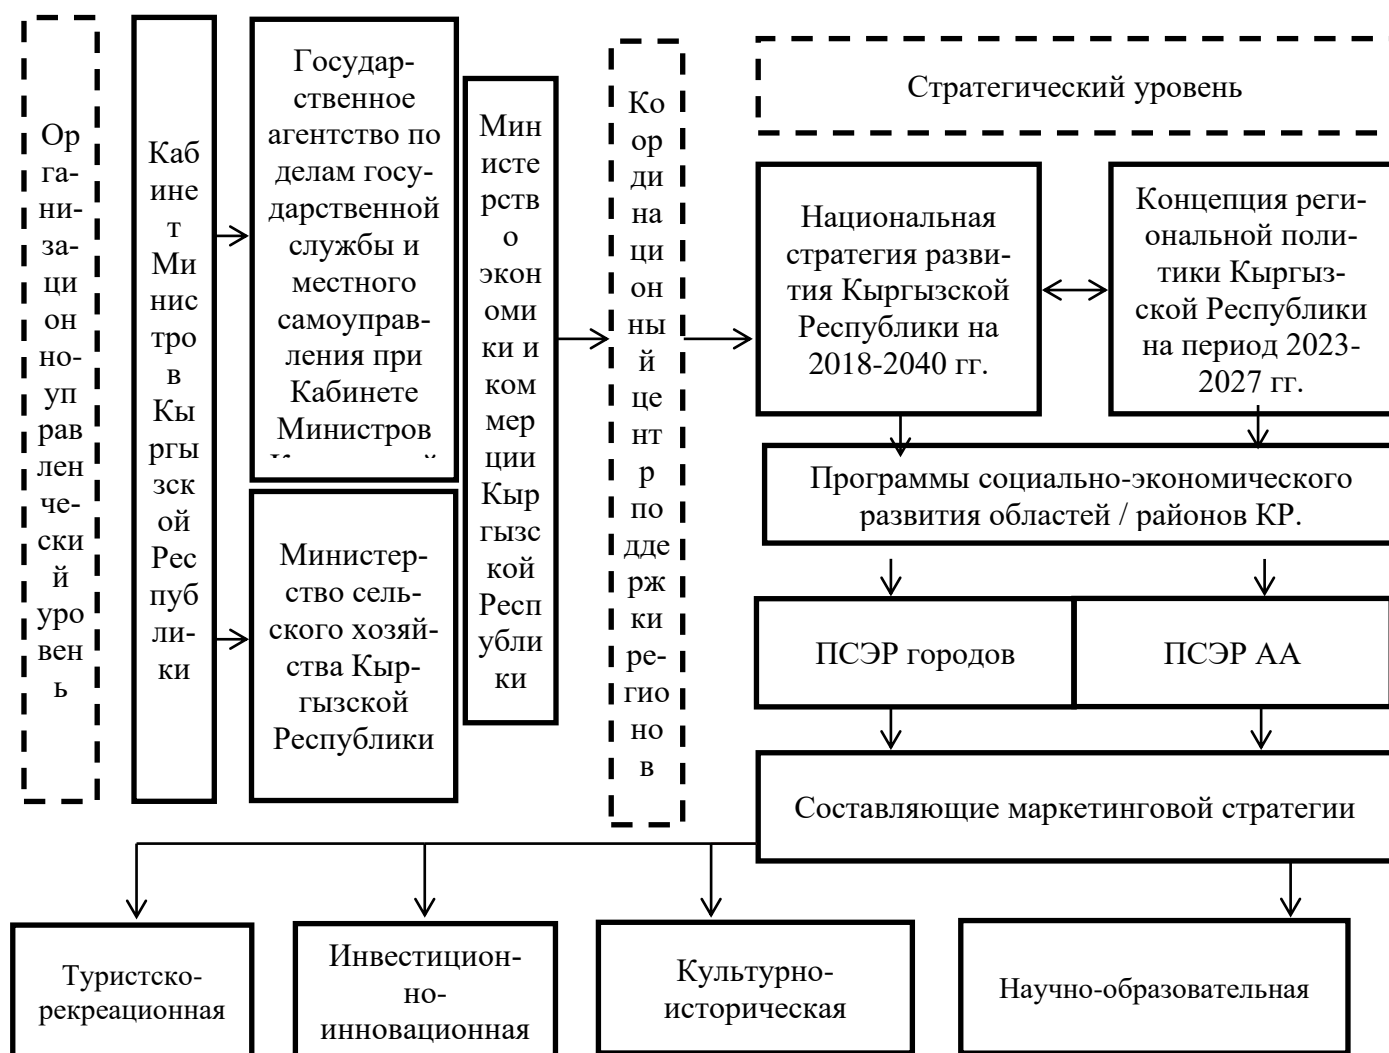 Ор
га-
ни-
за-
ци
он
но-
уп
рав
лен
че-
ски
й
уро
вен
ь
Каб
ине
т
Ми
нис
тро
в
Кы
ргы
зск
ой
Рес
пуб
ли-
ки
Государ-
ственное
агентство по
делам госу-
дарственной
службы и
местного
самоуправ-
ления при
Кабинете
Министров
Министер-
ство сель-
ского хозяй-
ства Кыр-
гызской
Республики
Мин
исте
рств
о
экон
оми
ки и
ком
мер
ции
Кыр
гызс
кой
Респ
убли
ки
Ко
ор
ди
на
ци
он
ны
й
це
нт
р
по
дде
рж
ки
ре-
гио
но
в
Стратегический уровень
Национальная
стратегия разви-
тия Кыргызской
Республики на
2018-2040 гг.
Концепция реги-
ональной поли-
тики Кыргыз-
ской Республики
на период 2023-
2027 гг.
Программы социально-экономического
развития областей / районов КР.
ПСЭР городов
ПСЭР АА
Составляющие маркетинговой стратегии
Туристско-
рекреационная
Инвестицион-
но-
инновационная
Культурно-
историческая
Научно-образовательная